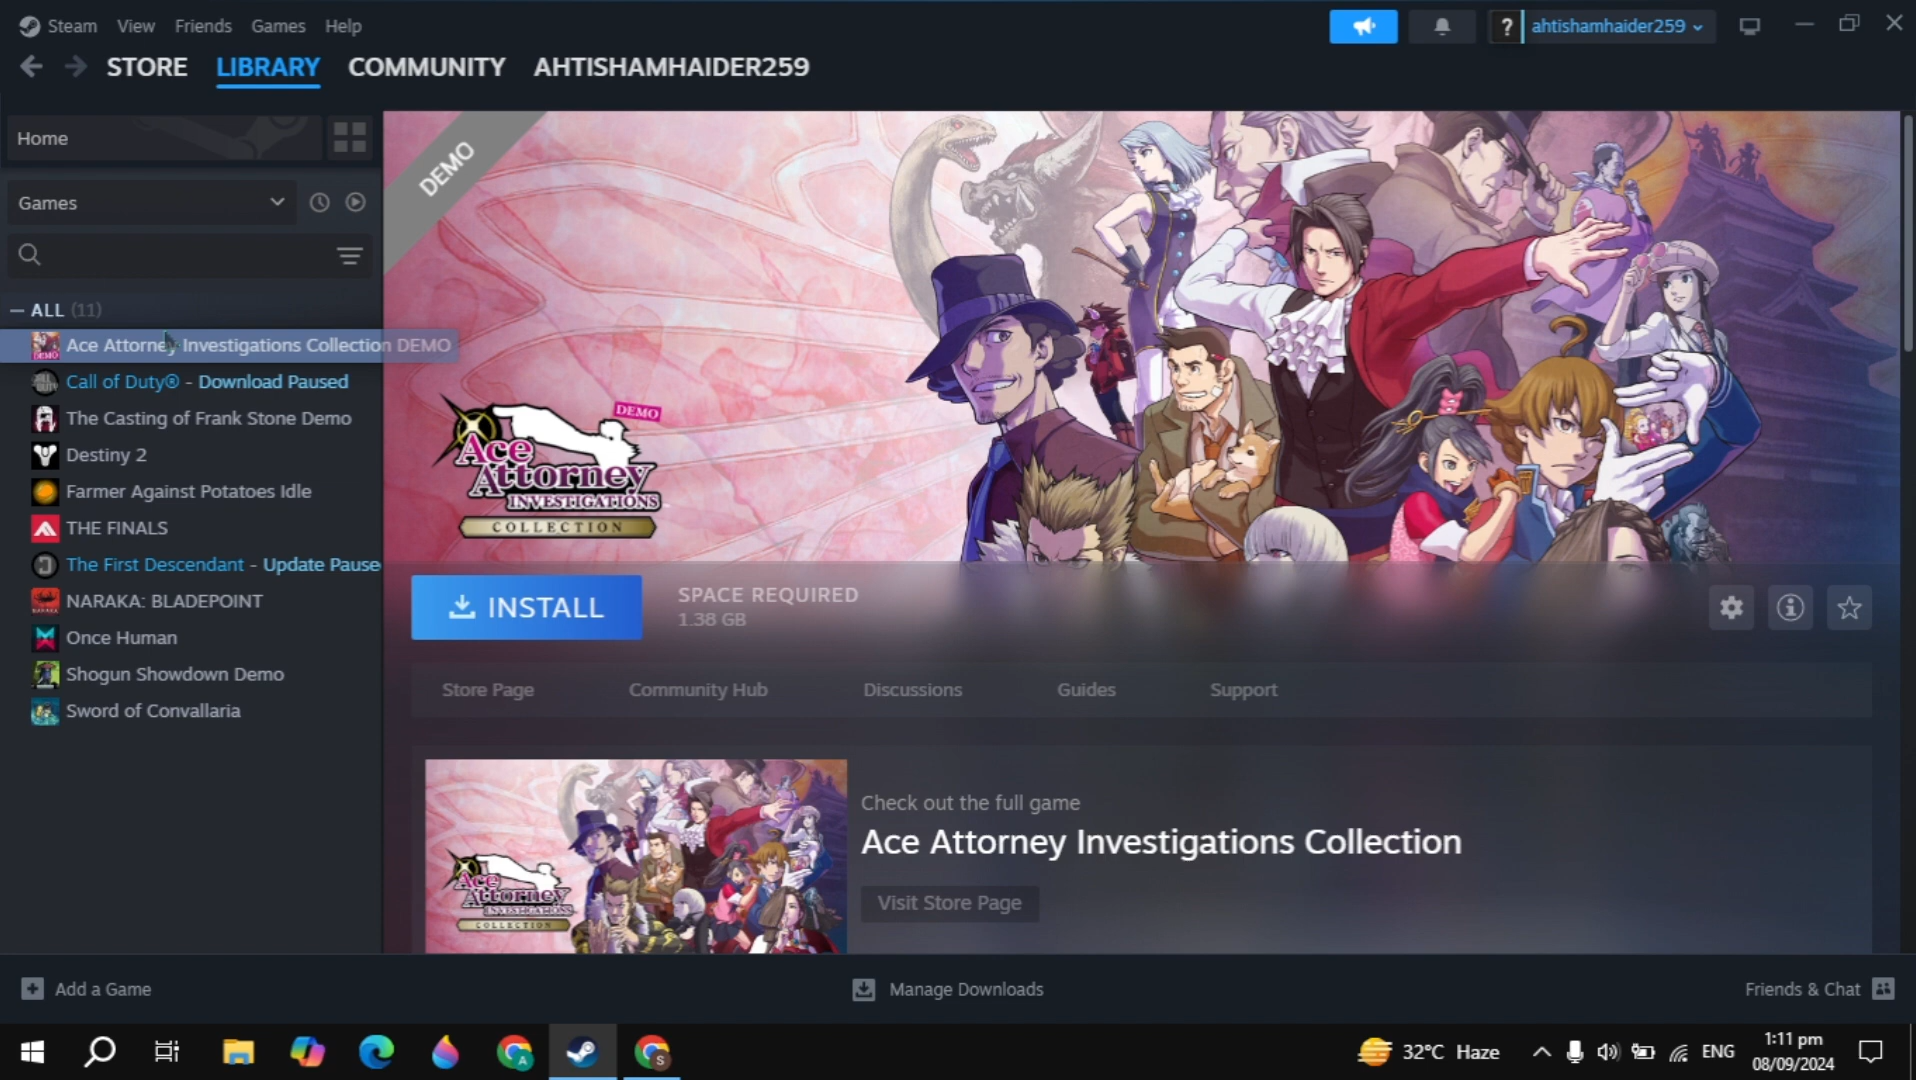 Steam View Friends Games Help
? ahtishamhaider259
STORE LIBRARY COMMUNITY AHTISHAMHAIDER259
Home
Games
— ALL (11)
Ace Attorney Investigations Collection DEMO
Call of Duty® - Download Paused
The Casting of Frank Stone Demo
Destiny 2
Farmer Against Potatoes Idle
THE FINALS
The First Descendant - Update Pause
NARAKA: BLADEPOINT
Once Human
Shogun Showdown Demo
Sword of Convallaria
DEMO
DEMO
Ace
Attorney
INVESTIGATIONS
COLLECTION
INSTALL
SPACE REQUIRED
1.38 GB
Store Page Community Hub Discussions Guides Support
Ace
Attorney
INVESTIGATIONS
COLLECTION
Check out the full game
Ace Attorney Investigations Collection
Visit Store Page
Add a Game
Manage Downloads
Friends & Chat
32°C Haze
ENG
1:11 pm
08/09/2024